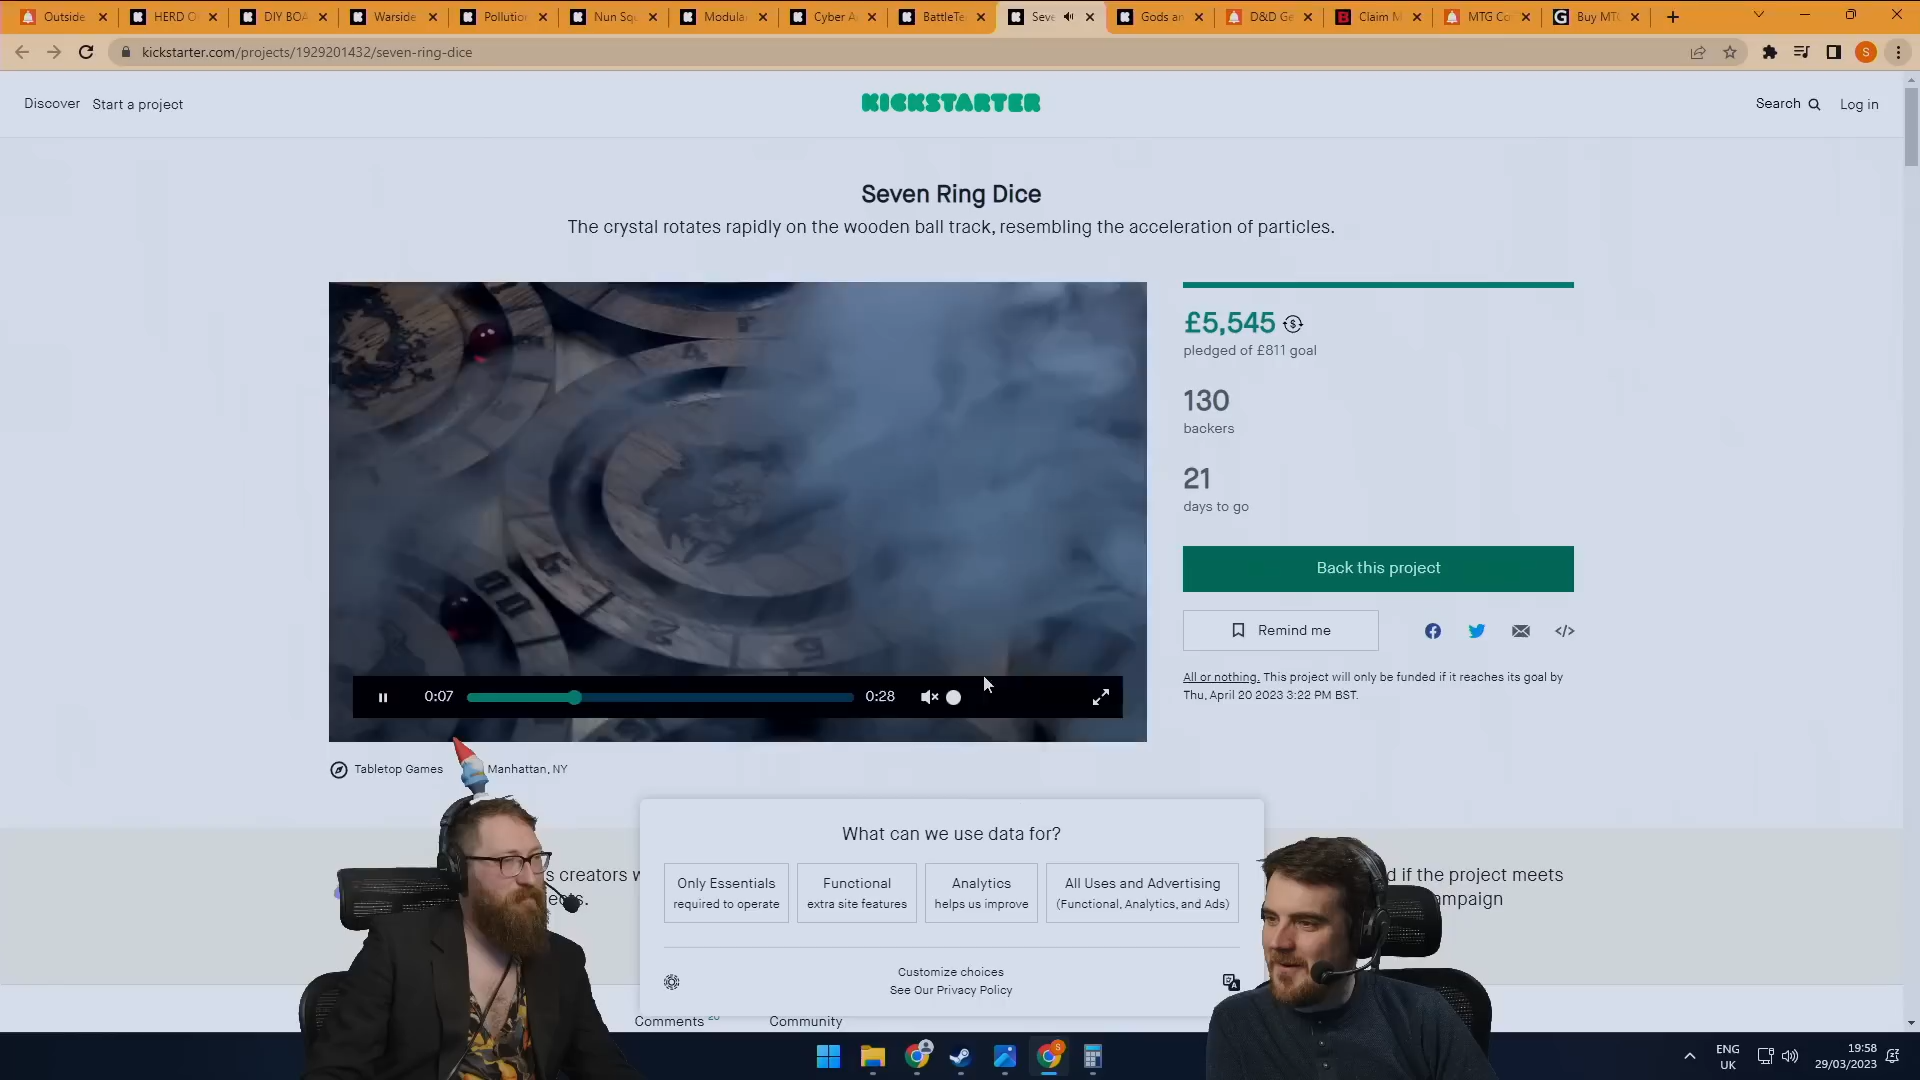 Outside
HERD O
DIY BOA
Warside
Pollutio
Nun Squ
Modula
Cyber A
BattleTe
Seve
Gods an
D&D Ge
Claim M
MTG Co
Buy MT
kickstarter.com/projects/1929201432/seven-ring-dice
Discover
Start a project
KICKSTARTER
Search
Log in
Seven Ring Dice
The crystal rotates rapidly on the wooden ball track, resembling the acceleration of particles.
£5,545
pledged of £811 goal
130
backers
21
days to go
Back this project
Remind me
All or nothing. This project will only be funded if it reaches its goal by
Thu, April 20 2023 3:22 PM BST.
0:07
0:28
Tabletop Games
Manhattan, NY
What can we use data for?
Only Essentials
required to operate
Functional
extra site features
Analytics
helps us improve
All Uses and Advertising
(Functional, Analytics, and Ads)
Customize choices
See Our Privacy Policy
s creators w
ects.
d if the project meets
ampaign
Comments 20
Community
ENG
UK
19:58
29/03/2023